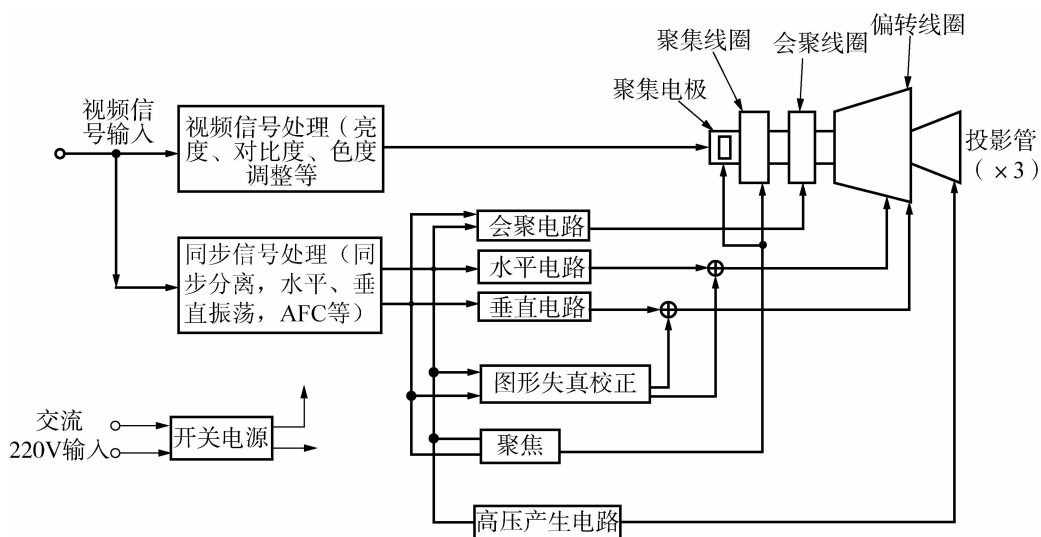 偏转线圈
聚集线圈
会聚线圈
聚集电极
视频信
号输入
视频信号处理（亮
度、对比度、色度
调整等
投影管
（×3）
会聚电路
同步信号处理（同
步分离，水平、垂
直振荡，AFC等）
水平电路
垂直电路
图形失真校正
交流
220V输入
开关电源
聚焦
高压产生电路